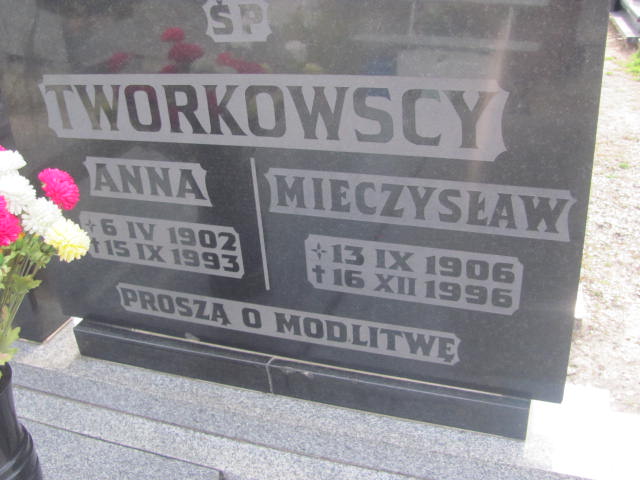 ŚP
TWORKOWSCY
ANNA
6 IV 1902
✝15 IX 1993
MIECZYSŁAW
✧13 IX 1906
✝16 XII 1996
PROSZĄ O MODLITWĘ